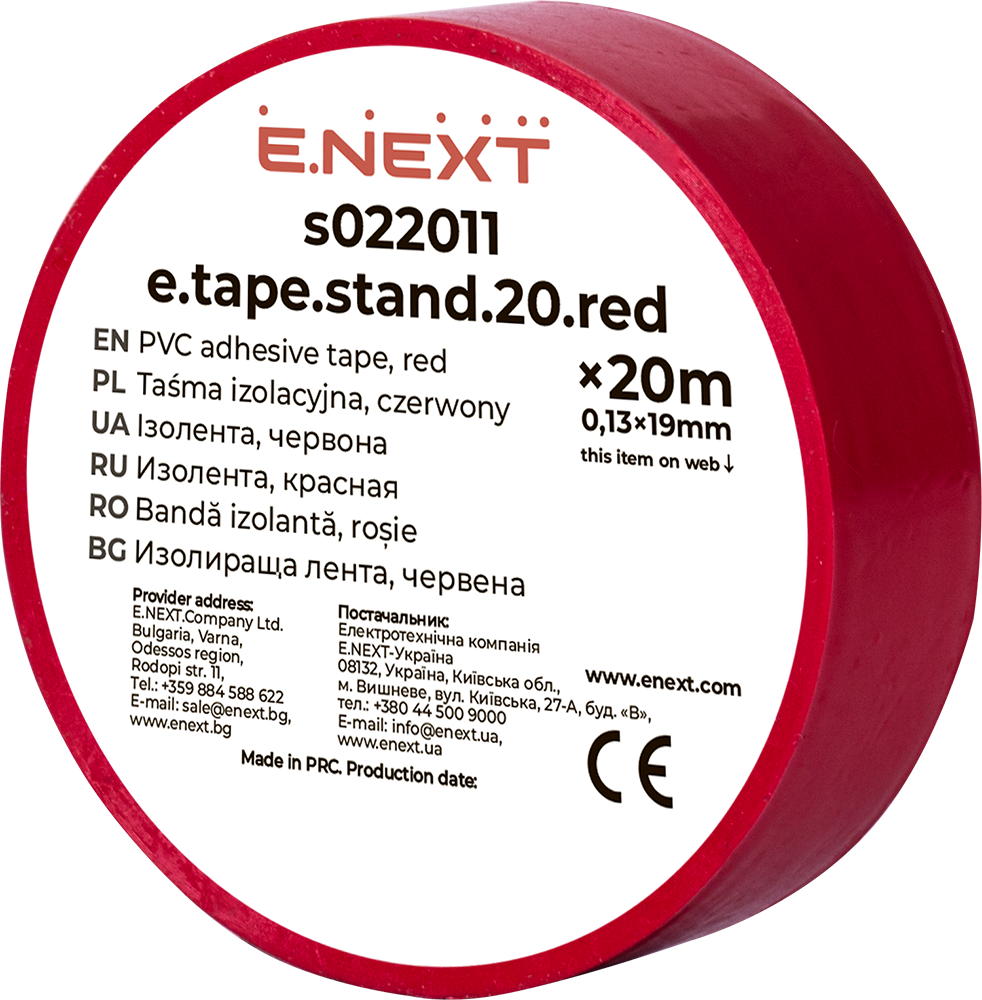 E.NEXT
s022011
e.tape.stand.20.red
EN PVC adhesive tape, red
PL Taśma izolacyjna, czerwony
UA Ізолента, червона
RU Изолента, красная
RO Bandă izolantă, roșie
BG Изолираща лента, червена
×20m
0,13×19mm
this item on web↓
Provider address:
E.NEXT.Company Ltd.
Bulgaria, Varna,
Odessos region,
Rodopi str. 11,
Tel.: +359 884 588 622
E-mail: sale@enext.bg,
www.enext.bg
Постачальник:
Електротехнічна компанія
E.NEXT-Україна
08132, Україна, Київська обл.,
м. Вишневе, вул. Київська, 27-А, буд. «В»,
тел.: +380 44 500 9000
E-mail: info@enext.ua,
www.enext.ua
www.enext.com
CE
Made in PRC. Production date: